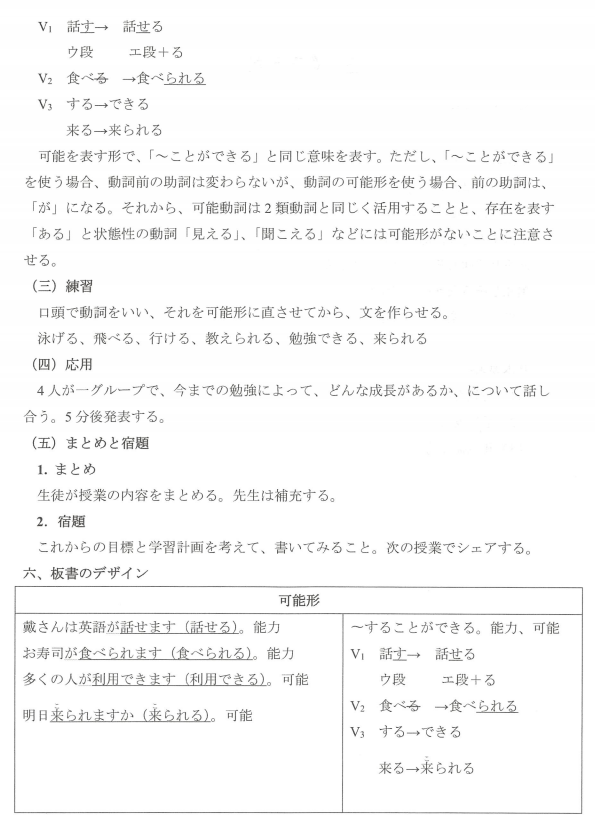 V₁　話す→　話せる
ウ段　　エ段＋る
V₂　食べる　→食べられる
V₃　する→できる
来る→来られる
可能を表す形で、「～ことができる」と同じ意味を表す。ただし、「～ことができる」
を使う場合、動詞前の助詞は変わらないが、動詞の可能形を使う場合、前の助詞は、
「が」になる。それから、可能動詞は２類動詞と同じく活用することと、存在を表す
「ある」と状態性の動詞「見える」、「聞こえる」などには可能形がないことに注意さ
せる。
（三）練習
口頭で動詞をいい、それを可能形に直させてから、文を作らせる。
泳げる、飛べる、行ける、教えられる、勉強できる、来られる
（四）応用
４人が一グループで、今までの勉強によって、どんな成長があるか、について話し
合う。5 分後発表する。
（五）まとめと宿題
1. まとめ
生徒が授業の内容をまとめる。先生は補充する。
2．宿題
これからの目標と学習計画を考えて、書いてみること。次の授業でシェアする。
六、板書のデザイン
可能形
戴さんは英語が話せます（話せる）。能力
お寿司が食べられます（食べられる）。能力
多くの人が利用できます（利用できる）。可能
明日来られますか（来られる）。可能
～することができる。能力、可能
V₁　話す→　話せる
ウ段　　エ段＋る
V₂　食べる　→食べられる
V₃　する→できる
来る→来られる